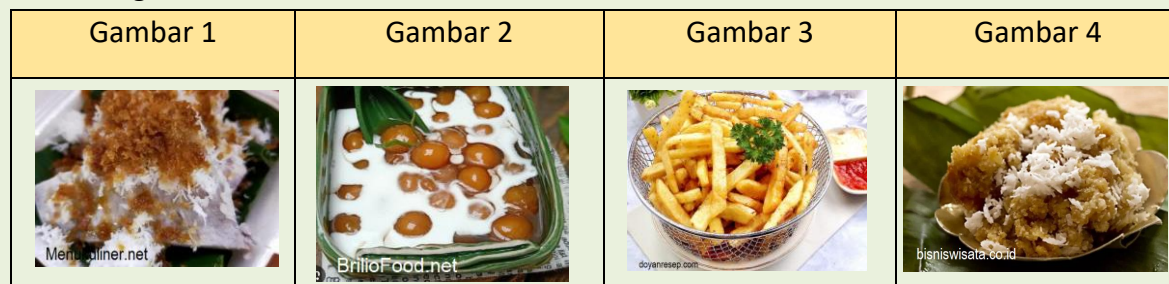 Gambar 1
Gambar 2
Gambar 3
Gambar 4
BrilioFood.net
doyanresep.com
bisniswisata.co.id